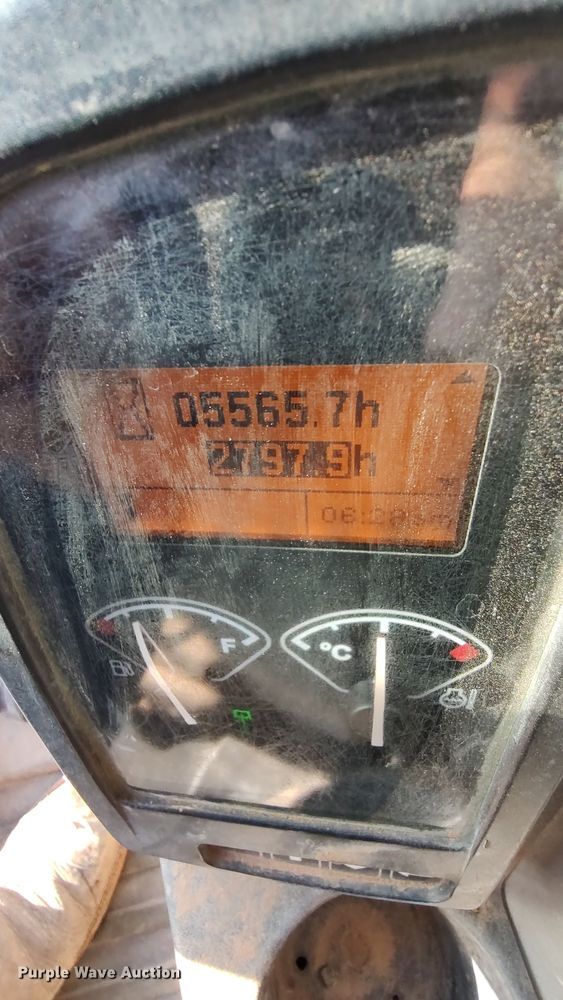 05565.7h
2797.9h
F
°C
Purple Wave Auction